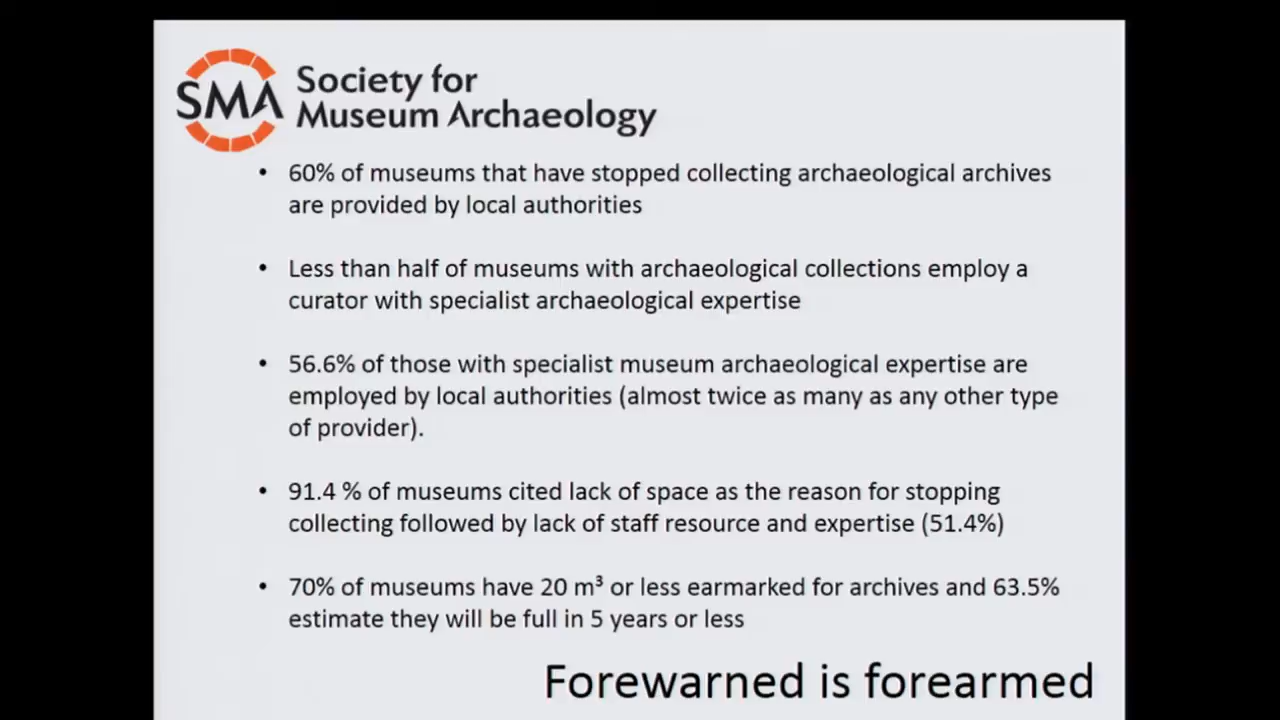 SMA
Society for
Museum Archaeology
• 60% of museums that have stopped collecting archaeological archives
are provided by local authorities
• Less than half of museums with archaeological collections employ a
curator with specialist archaeological expertise
• 56.6% of those with specialist museum archaeological expertise are
employed by local authorities (almost twice as many as any other type
of provider).
• 91.4 % of museums cited lack of space as the reason for stopping
collecting followed by lack of staff resource and expertise (51.4%)
• 70% of museums have 20 m³ or less earmarked for archives and 63.5%
estimate they will be full in 5 years or less
Forewarned is forearmed